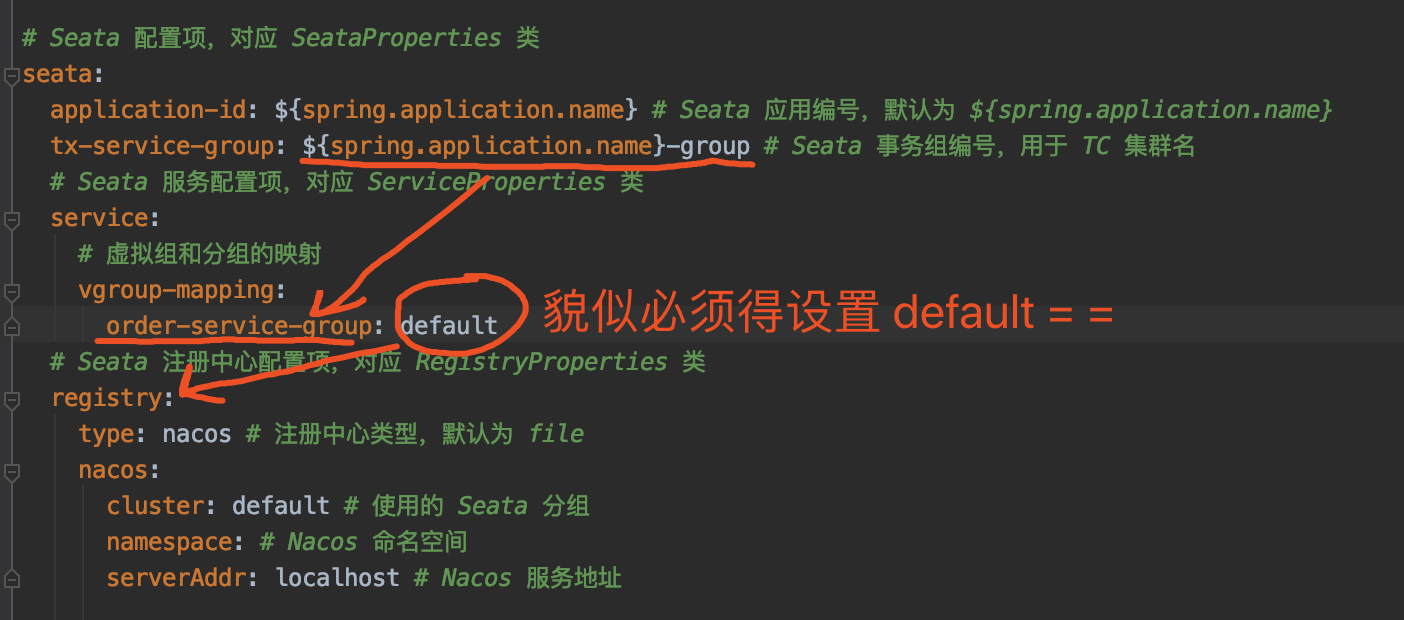 # Seata 配置项，对应 SeataProperties 类
seata:
application-id: ${spring.application.name} # Seata 应用编号，默认为 ${spring.application.name}
tx-service-group: ${spring.application.name}-group # Seata 事务组编号，用于 TC 集群名
# Seata 服务配置项，对应 ServiceProperties 类
service:
# 虚拟组和分组的映射
vgroup-mapping:
order-service-group: default 貌似必须得设置 default = =
# Seata 注册中心配置项，对应 RegistryProperties 类
registry:
type: nacos # 注册中心类型，默认为 file
nacos:
cluster: default # 使用的 Seata 分组
namespace: # Nacos 命名空间
serverAddr: localhost # Nacos 服务地址